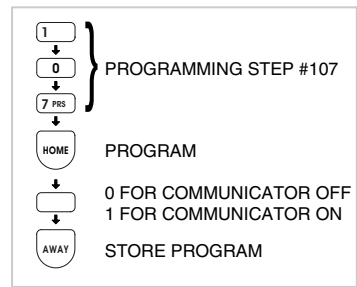 1
0
PROGRAMMING STEP #107
7 PRS
HOME
PROGRAM
0 FOR COMMUNICATOR OFF
1 FOR COMMUNICATOR ON
AWAY
STORE PROGRAM